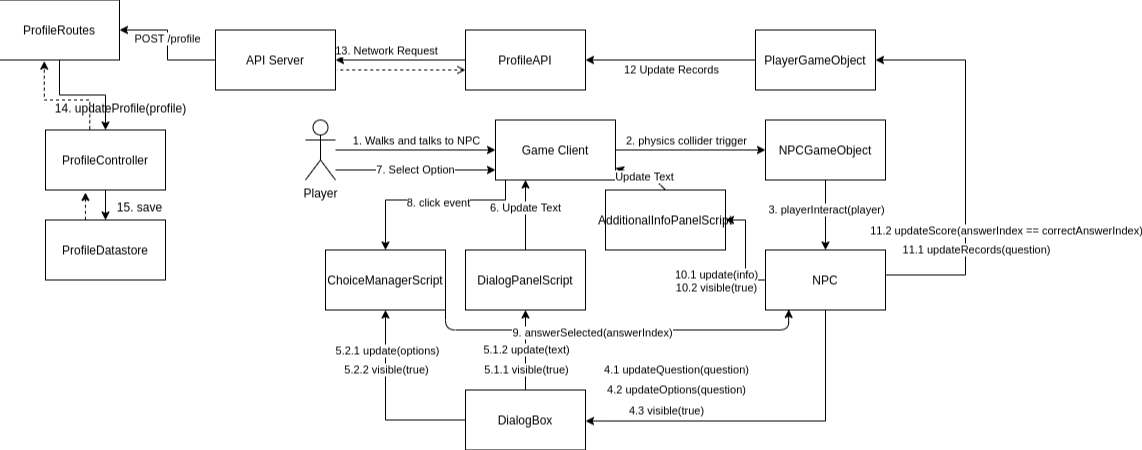 ProfileRoutes
POST /profile
API Server
13. Network Request
ProfileAPI
12 Update Records
PlayerGameObject
14. updateProfile(profile)
ProfileController
15. save
ProfileDatastore
Player
1. Walks and talks to NPC
7. Select Option
Game Client
2. physics collider trigger
NPCGameObject
Update Text
8. click event
6. Update Text
AdditionalInfoPanelScript
3. playerInteract(player)
11.2 updateScore(answerIndex == correctAnswerIndex)
11.1 updateRecords(question)
ChoiceManagerScript
DialogPanelScript
10.1 update(info)
10.2 visible(true)
NPC
9. answerSelected(answerIndex)
5.2.1 update(options)
5.2.2 visible(true)
5.1.2 update(text)
5.1.1 visible(true)
4.1 updateQuestion(question)
4.2 updateOptions(question)
4.3 visible(true)
DialogBox